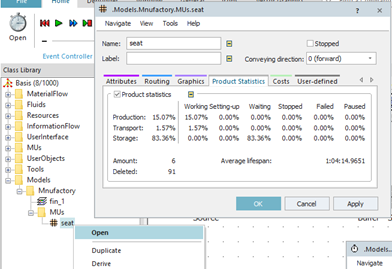 Home
.Models.Mnufactory.MUs.seat
Navigate View Tools Help
Open
Event Controller
Name: seat
Stopped
Label:
Conveying direction: 0 (forward)
Class Library
Attributes Routing Graphics Product Statistics Costs User-defined
Basis (8/1000)
MaterialFlow
Fluids
Resources
InformationFlow
UserInterface
MUs
UserObjects
Tools
Models
Mnufactory
fin_1
MUs
seat
Product statistics
Working Setting-up Waiting Stopped Failed Paused
Production: 15.07% 15.07% 0.00% 0.00% 0.00% 0.00% 0.00%
Transport: 1.57% 1.57% 0.00% 0.00% 0.00% 0.00% 0.00%
Storage: 83.36% 0.00% 0.00% 83.36% 0.00% 0.00% 0.00%
Amount: 6 Average lifespan: 1:04:14.9651
Deleted: 91
OK Cancel Apply
Source
Open
Duplicate
Derive
.Models..
Navigate